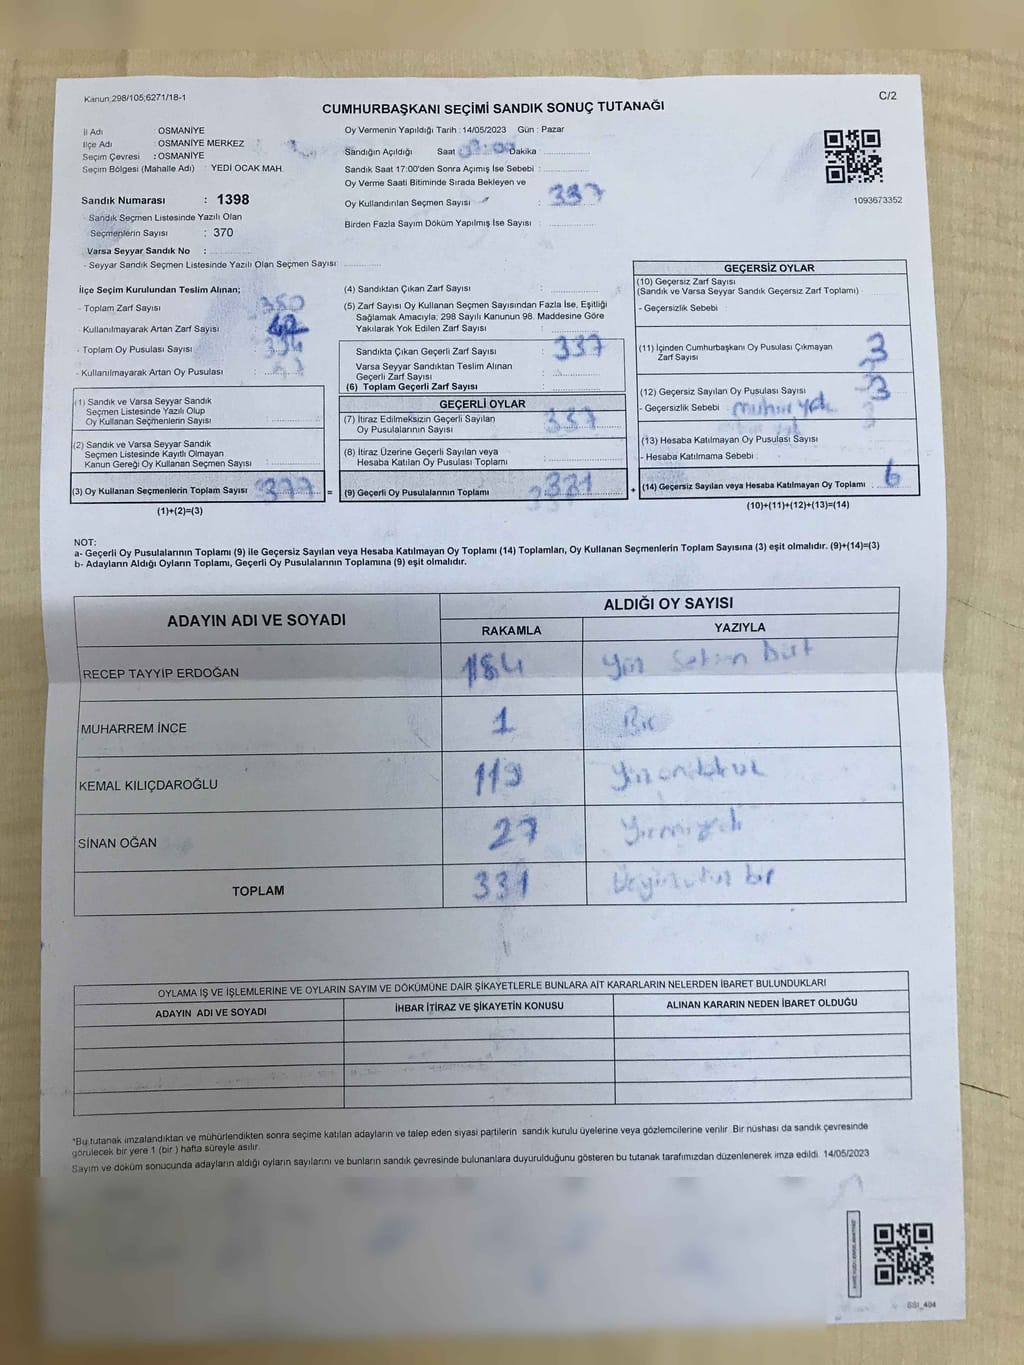 Kanun 298/105;6271/18-1
C/2
CUMHURBAŞKANI SEÇİMİ SANDIK SONUÇ TUTANAĞI
İl Adı : OSMANİYE
İlçe Adı : OSMANİYE MERKEZ
Seçim Çevresi : OSMANİYE
Seçim Bölgesi (Mahalle Adı) : YEDİ OCAK MAH.
Sandık Numarası : 1398
Sandık Seçmen Listesinde Yazılı Olan
Seçmenlerin Sayısı : 370
Varsa Seyyar Sandık No :
- Seyyar Sandık Seçmen Listesinde Yazılı Olan Seçmen Sayısı
Oy Vermenin Yapıldığı Tarih : 14/05/2023 Gün : Pazar
Sandığın Açıldığı Saat Dakika
Sandık Saat 17:00'den Sonra Açımış İse Sebebi :
Oy Verme Saati Bitiminde Sırada Bekleyen ve
Oy Kullandırılan Seçmen Sayısı : 337
Birden Fazla Sayım Döküm Yapılmış İse Sayısı :
1093673352
İlçe Seçim Kurulundan Teslim Alınan;
- Toplam Zarf Sayısı : 380
- Kullanılmayarak Artan Zarf Sayısı : 42
- Toplam Oy Pusulası Sayısı :
- Kullanılmayarak Artan Oy Pusulası :
(1) Sandık ve Varsa Seyyar Sandık
Seçmen Listesinde Yazılı Olup
Oy Kullanan Seçmenlerin Sayısı :
(2) Sandık ve Varsa Seyyar Sandık
Seçmen Listesinde Kayıtlı Olmayan
Kanun Gereği Oy Kullanan Seçmen Sayısı :
(3) Oy Kullanan Seçmenlerin Toplam Sayısı 377 =
(1)+(2)=(3)
(4) Sandıktan Çıkan Zarf Sayısı :
(5) Zarf Sayısı Oy Kullanan Seçmen Sayısından Fazla İse, Eşitliği
Sağlamak Amacıyla; 298 Sayılı Kanunun 98. Maddesine Göre
Yakılarak Yok Edilen Zarf Sayısı :
Sandıkta Çıkan Geçerli Zarf Sayısı : 337
Varsa Seyyar Sandıktan Teslim Alınan
Geçerli Zarf Sayısı :
(6) Toplam Geçerli Zarf Sayısı :
GEÇERLİ OYLAR
(7) İtiraz Edilmeksizin Geçerli Sayılan
Oy Pusulalarının Sayısı : 337
(8) İtiraz Üzerine Geçerli Sayılan veya
Hesaba Katılan Oy Pusulası Toplamı :
(9) Geçerli Oy Pusulalarının Toplamı : 331 +
GEÇERSİZ OYLAR
(10) Geçersiz Zarf Sayısı
(Sandık ve Varsa Seyyar Sandık Geçersiz Zarf Toplamı)
- Geçersizlik Sebebi :
(11) İçinden Cumhurbaşkanı Oy Pusulası Çıkmayan
Zarf Sayısı : 3
(12) Geçersiz Sayılan Oy Pusulası Sayısı : 3
- Geçersizlik Sebebi : mühür yok
(13) Hesaba Katılmayan Oy Pusulası Sayısı :
- Hesaba Katılmama Sebebi :
(14) Geçersiz Sayılan veya Hesaba Katılmayan Oy Toplamı : 6
(10)+(11)+(12)+(13)=(14)
NOT:
a- Geçerli Oy Pusulalarının Toplamı (9) ile Geçersiz Sayılan veya Hesaba Katılmayan Oy Toplamı (14) Toplamları, Oy Kullanan Seçmenlerin Toplam Sayısına (3) eşit olmalıdır. (9)+(14)=(3)
b- Adayların Aldığı Oyların Toplamı, Geçerli Oy Pusulalarının Toplamına (9) eşit olmalıdır.
ADAYIN ADI VE SOYADI ALDIĞI OY SAYISI
RAKAMLA YAZIYLA
RECEP TAYYİP ERDOĞAN 184 Yüz Seksen Dört
MUHARREM İNCE 1 Bir
KEMAL KILIÇDAROĞLU 119 Yüzondokuz
SİNAN OĞAN 27 Yirmiyedi
TOPLAM 331 Üçyüzotuz bir
OYLAMA İŞ VE İŞLEMLERİNE VE OYLARIN SAYIM VE DÖKÜMÜNE DAİR ŞİKAYETLERLE BUNLARA AİT KARARLARIN NELERDEN İBARET BULUNDUKLARI
ADAYIN ADI VE SOYADI İHBAR İTİRAZ VE ŞİKAYETİN KONUSU ALINAN KARARIN NEDEN İBARET OLDUĞU
*Bu tutanak imzalandıktan ve mühürlendikten sonra seçime katılan adayların ve talep eden siyasi partilerin sandık kurulu üyelerine veya gözlemcilerine verilir. Bir nüshası da sandık çevresinde
görülecek bir yere 1 (bir ) hafta süreyle asılır.
Sayım ve döküm sonucunda adayların aldığı oyların sayılarını ve bunların sandık çevresinde bulunanlara duyurulduğunu gösteren bu tutanak tarafımızdan düzenlenerek imza edildi. 14/05/2023
SSI_404